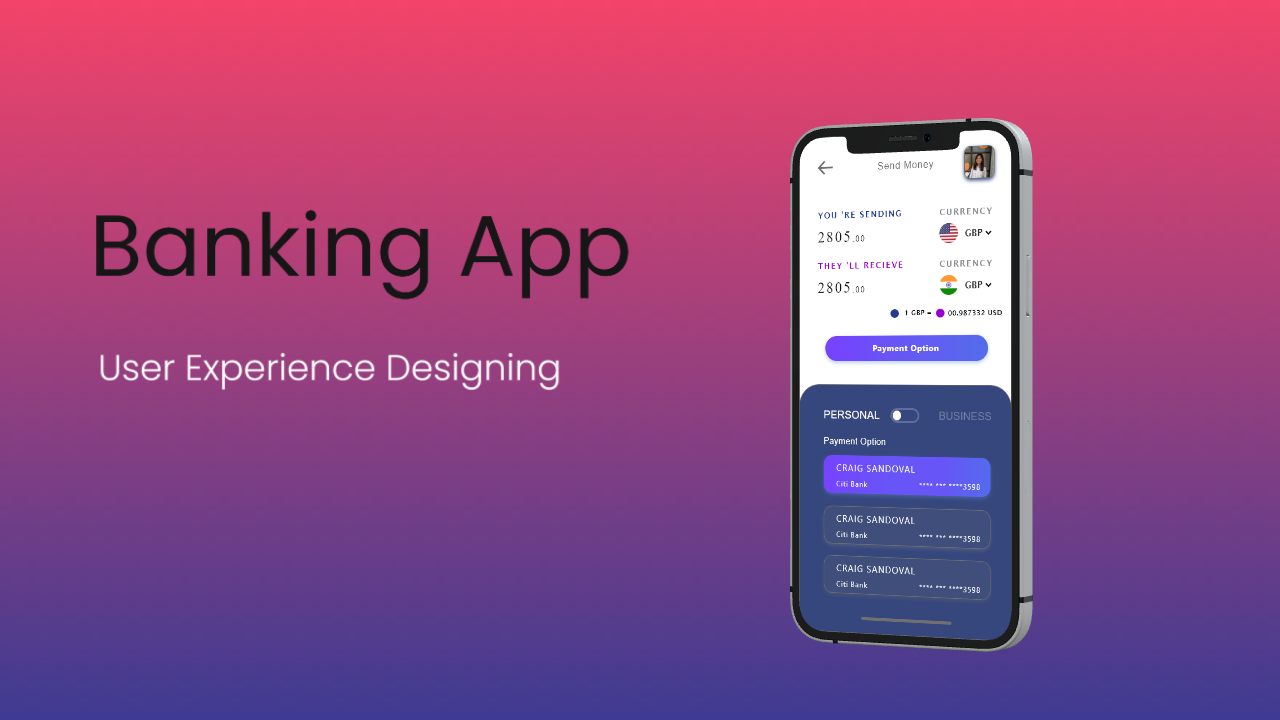 Banking App
User Experience Designing
Send Money
YOU 'RE SENDING
CURRENCY
2805.00
GBP
THEY 'LL RECIEVE
CURRENCY
2805.00
GBP
1 GBP = 00.987332 USD
Payment Option
PERSONAL
BUSINESS
Payment Option
CRAIG SANDOVAL
Citi Bank
**** *** ****3598
CRAIG SANDOVAL
Citi Bank
**** *** ****3598
CRAIG SANDOVAL
Citi Bank
**** *** ****3598